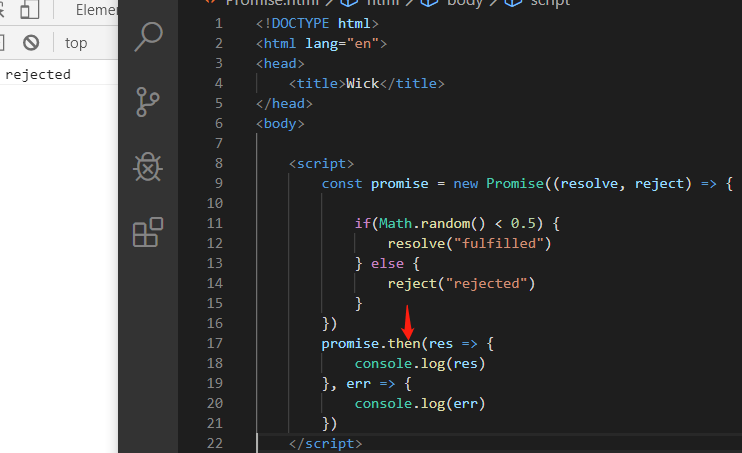 Elemen
top
rejected
Promise.html > html > body > script
1 <!DOCTYPE html>
2 <html lang="en">
3 <head>
4 <title>Wick</title>
5 </head>
6 <body>
7
8 <script>
9 const promise = new Promise((resolve, reject) => {
10
11 if(Math.random() < 0.5) {
12 resolve("fulfilled")
13 } else {
14 reject("rejected")
15 }
16 })
17 promise.then(res => {
18 console.log(res)
19 }, err => {
20 console.log(err)
21 })
22 </script>